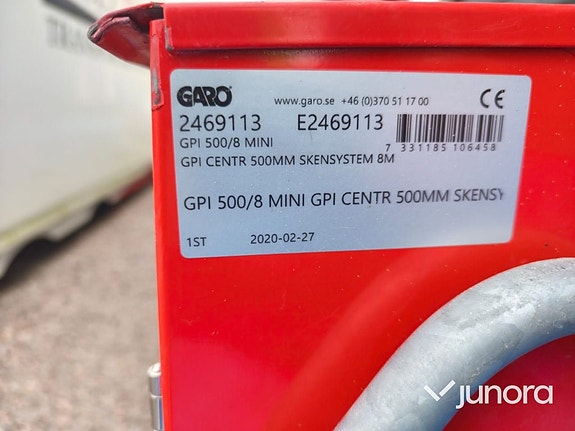 GARO www.garo.se +46 (0)370 51 17 00 CE
2469113 E2469113
GPI 500/8 MINI 7 331185 106458
GPI CENTR 500MM SKENSYSTEM 8M
GPI 500/8 MINI GPI CENTR 500MM SKENSY
1ST 2020-02-27
junora